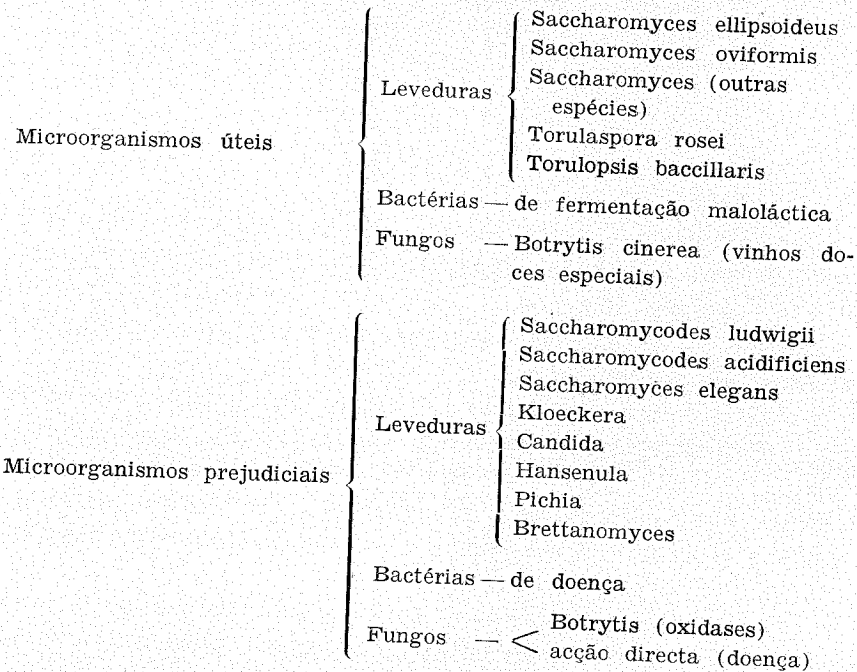 Saccharomyces ellipsoideus
Saccharomyces oviformis
Leveduras
Saccharomyces (outras
espécies)
Microorganismos úteis
Torulaspora rosei
Torulopsis baccillaris
Bactérias — de fermentação maloláctica
Fungos — Botrytis cinerea (vinhos do-
ces especiais)
Saccharomycodes ludwigii
Saccharomycodes acidificiens
Saccharomyces elegans
Leveduras
Kloeckera
Candida
Microorganismos prejudiciais
Hansenula
Pichia
Brettanomyces
Bactérias — de doença
Fungos —
Botrytis (oxidases)
acção directa (doença)